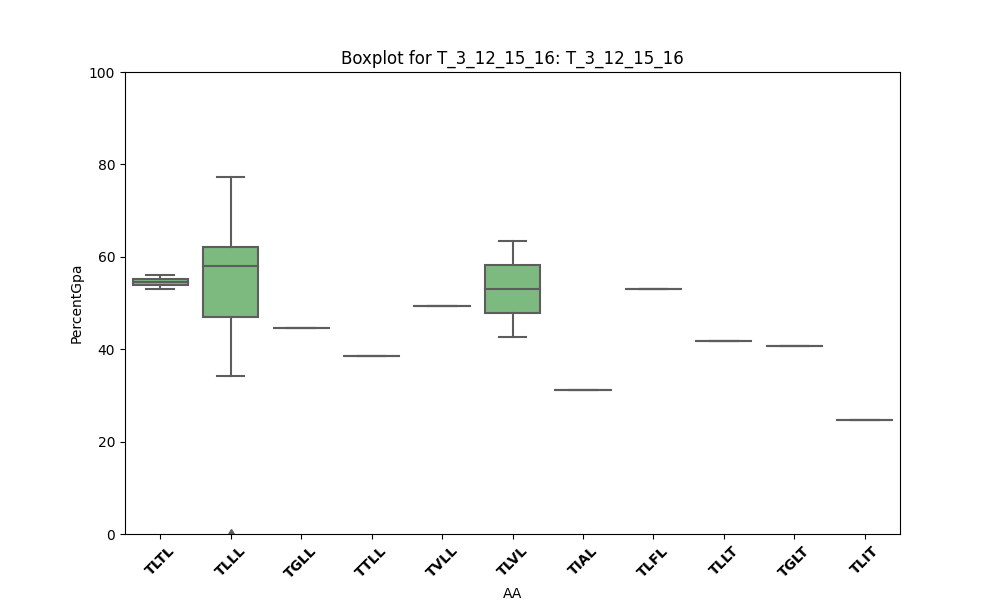 Boxplot for T_3_12_15_16: T_3_12_15_16
100
80
60
40
20
0
PercentGpa
TLTL
TLLL
TGLL
TTLL
TVLL
TLVL
TIAL
TLFL
TLLT
TGLT
TLIT
AA